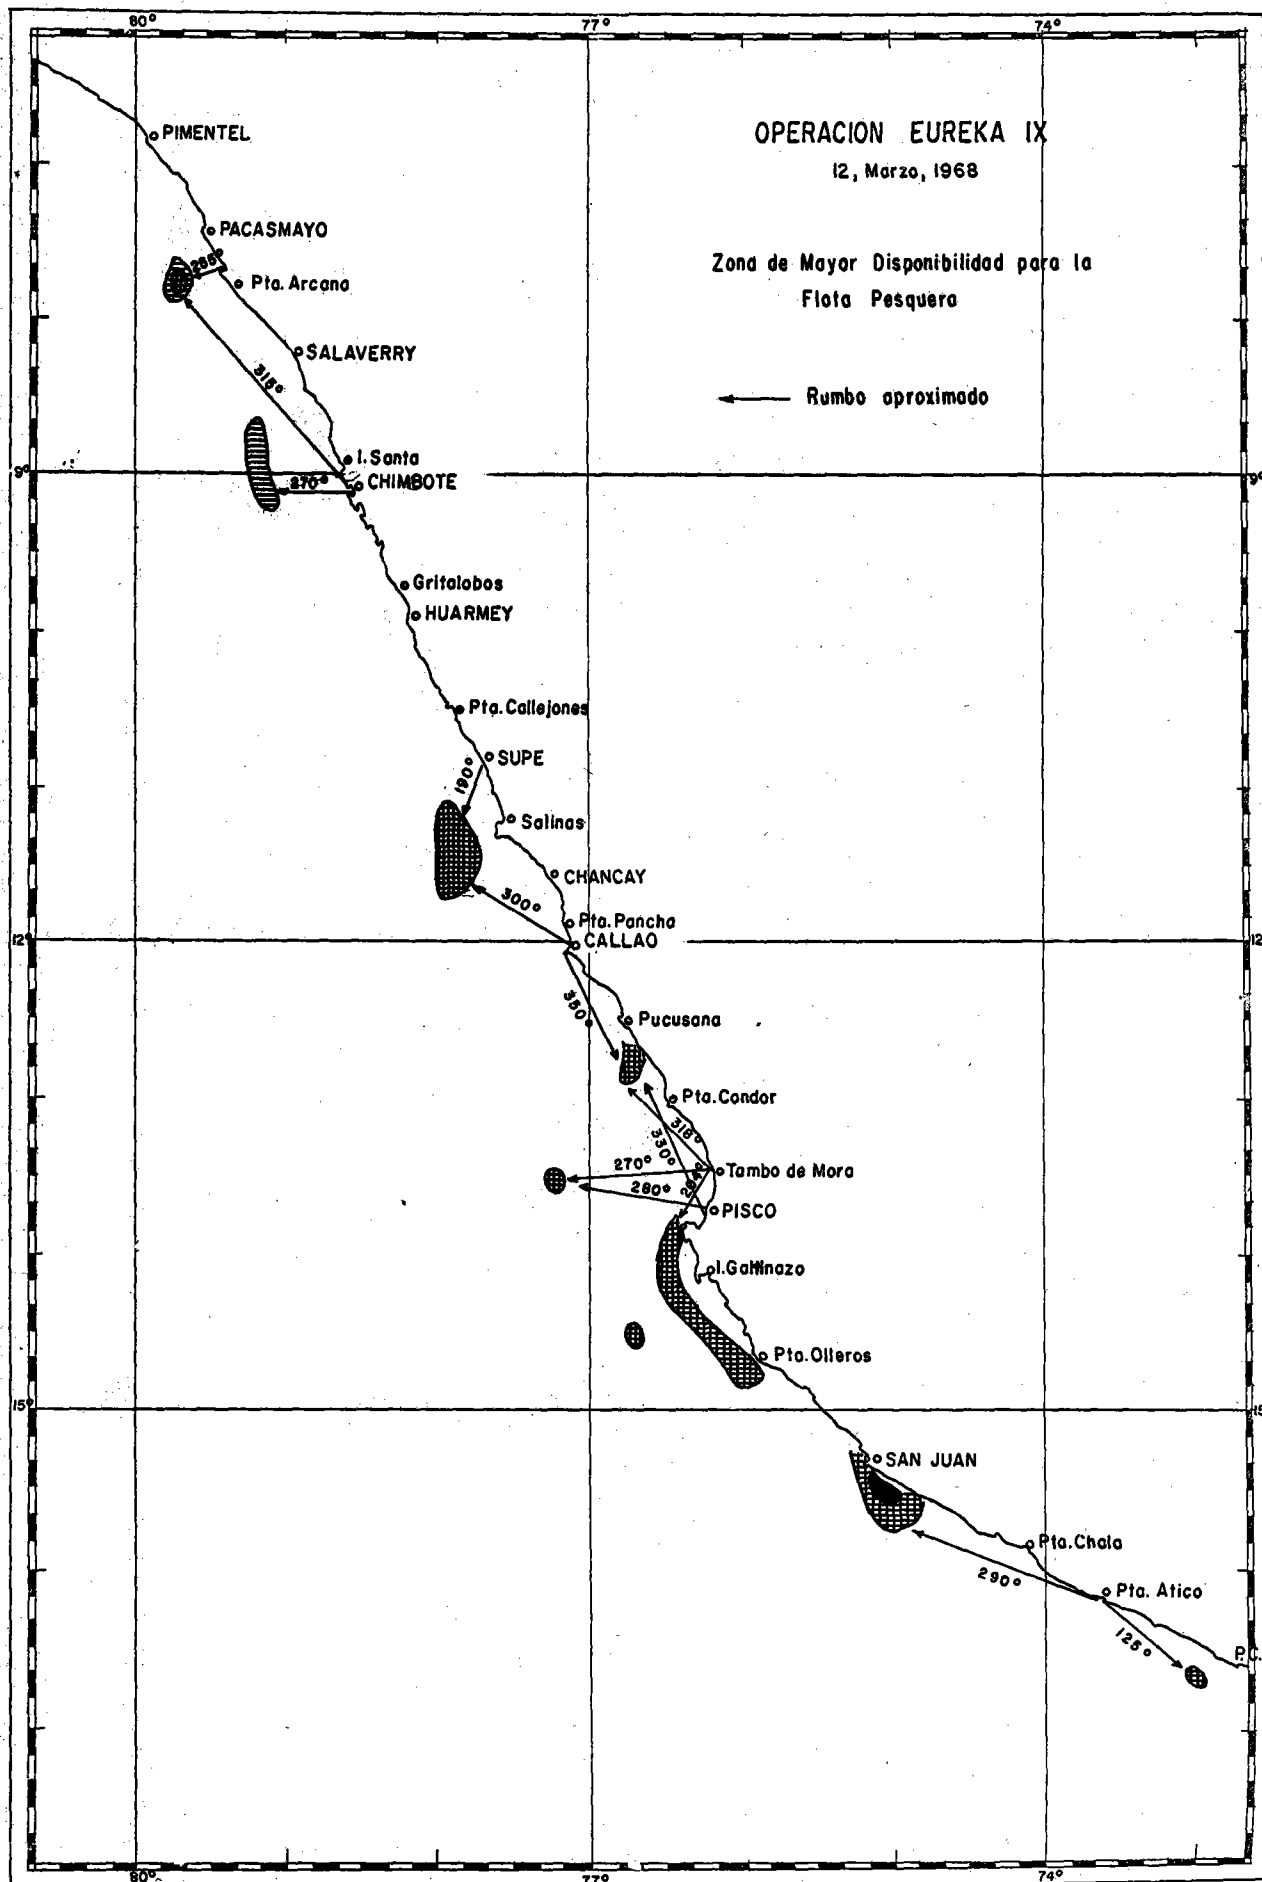 80°
77°
74°
OPERACION EUREKA IX
12, Marzo, 1968
Zona de Mayor Disponibilidad para la
Flota Pesquera
Rumbo aproximado
PIMENTEL
PACASMAYO
Pta. Arcana
SALAVERRY
315°
9°
I. Santa
9°
CHIMBOTE
270°
Gritalobos
HUARMEY
Pta. Callejones
SUPE
190°
Salinas
CHANCAY
300°
Pta. Pancha
12°
CALLAO
12
350
Pucusana
Pta. Condor
318°
330°
270°
Tambo de Mora
280°
PISCO
I. Gallinazo
Pta. Olleros
15°
15
SAN JUAN
Pta. Chala
290°
Pta. Atico
125°
P.C.
80°
77°
74°